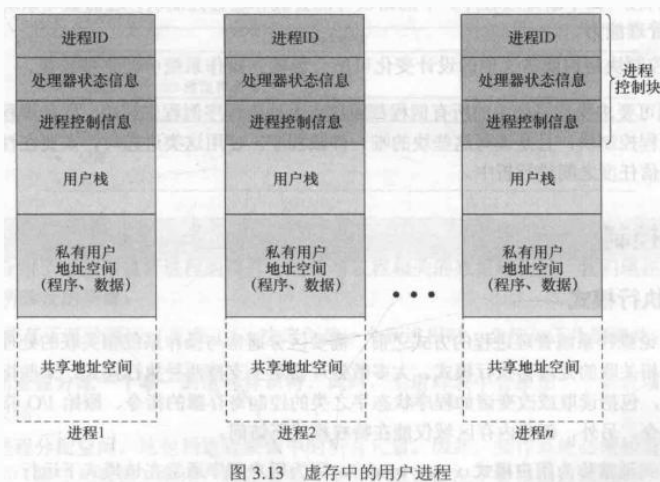 进程ID
处理器状态信息
进程控制信息
用户栈
私有用户
地址空间
(程序、数据)
共享地址空间
进程1
进程ID
处理器状态信息
进程控制信息
用户栈
私有用户
地址空间
(程序、数据)
共享地址空间
进程2
进程ID
处理器状态信息
进程控制信息
用户栈
私有用户
地址空间
(程序、数据)
共享地址空间
进程n
进程
控制块
图 3.13 虚存中的用户进程